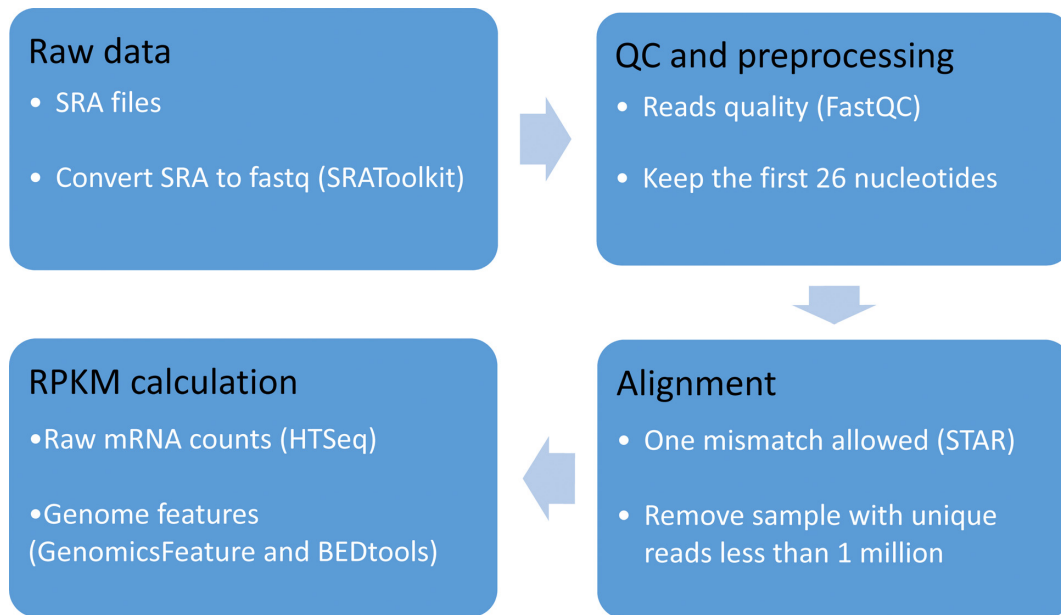 Raw data
• SRA files
• Convert SRA to fastq (SRAToolkit)
QC and preprocessing
• Reads quality (FastQC)
• Keep the first 26 nucleotides
Alignment
• One mismatch allowed (STAR)
• Remove sample with unique
reads less than 1 million
RPKM calculation
•Raw mRNA counts (HTSeq)
•Genome features
(GenomicsFeature and BEDtools)